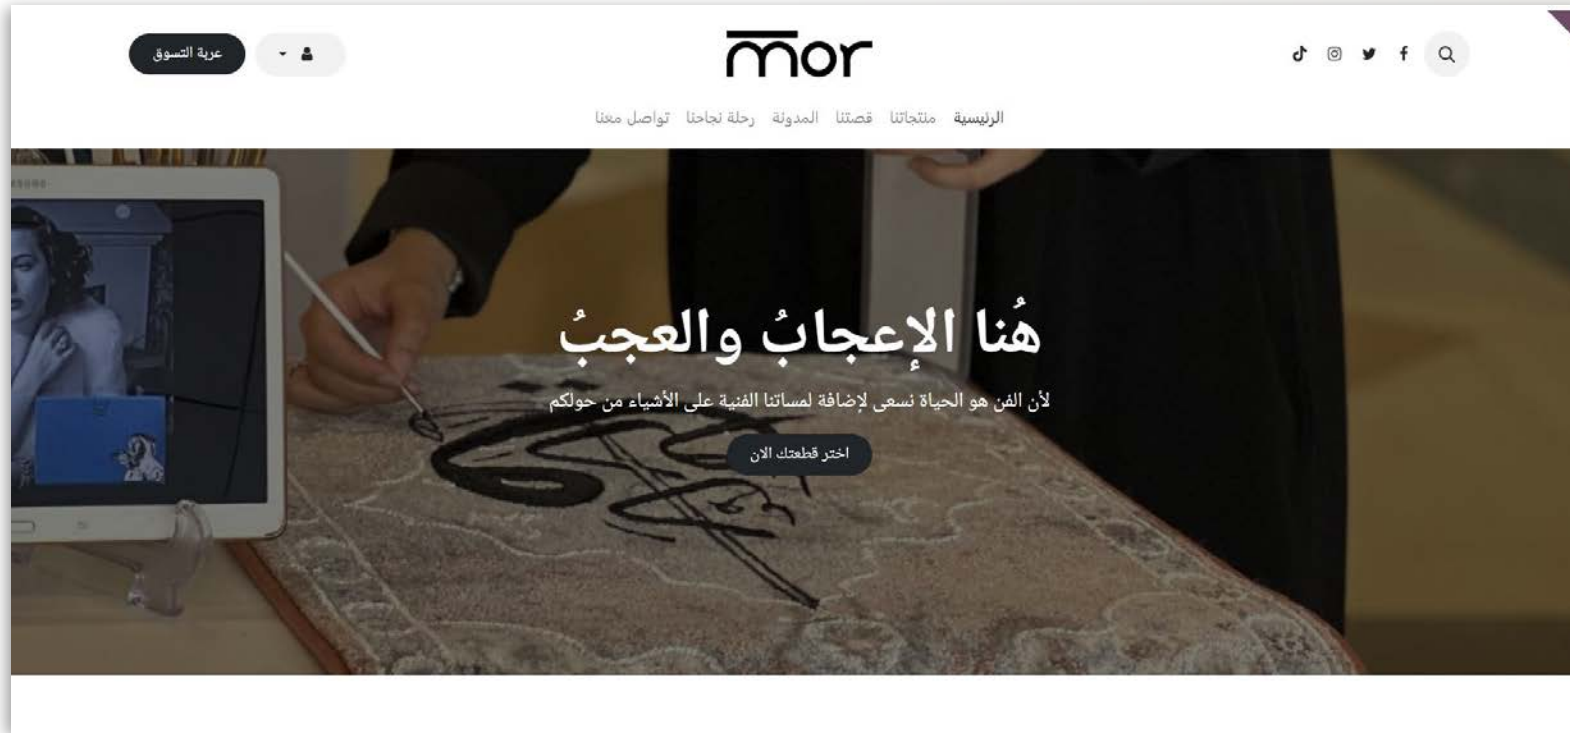 عربة التسوق
mor
الرئيسية منتجاتنا قصتنا المدونة رحلة نجاحنا تواصل معنا
هُنا الإعجابُ والعجبُ
لأن الفن هو الحياة نسعى لإضافة لمساتنا الفنية على الأشياء من حولكم
اختر قطعتك الان